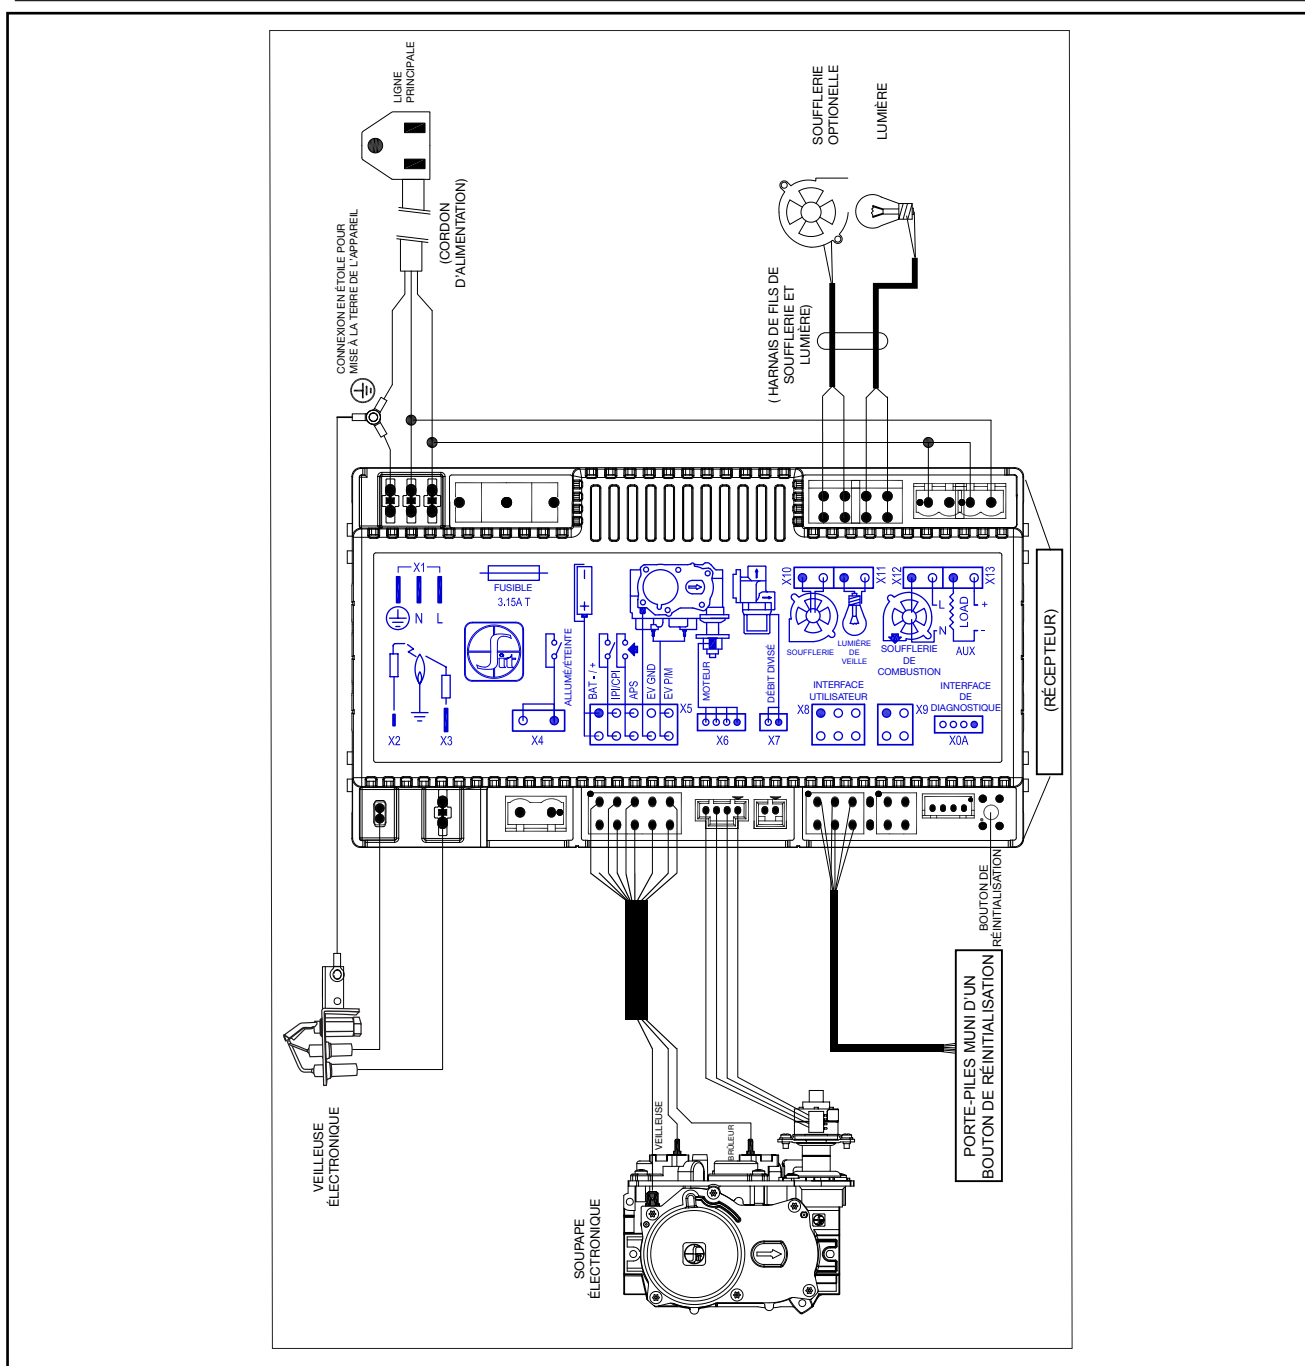 LIGNE
PRINCIPALE
SOUFFLERIE
OPTIONELLE
LUMIÈRE
CONNEXION EN ÉTOILE POUR
MISE À LA TERRE DE L'APPAREIL
(CORDON
D'ALIMENTATION)
( HARNAIS DE FILS DE
SOUFFLERIE ET
LUMIÈRE)
X1
N
L
FUSIBLE
3.15A T
Sit
X2
X3
ALLUMÉ/ÉTEINTE
X4
BAT - / +
IPI/CPI
APS
EV GND
EV P/M
X5
MOTEUR
X6
DÉBIT DIVISÉ
X7
X10
X11
X12
X13
SOUFFLERIE
LUMIÈRE
DE
VEILLE
SOUFFLERIE
DE
COMBUSTION
L
N
LOAD
+
-
AUX
INTERFACE
UTILISATEUR
X8
X9
INTERFACE
DE
DIAGNOSTIQUE
X0A
(RÉCEPTEUR)
BOUTON DE
RÉINITIALISATION
PORTE-PILES MUNI D'UN
BOUTON DE RÉINITIALISATION
VEILLEUSE
ÉLECTRONIQUE
VEILLEUSE
BRÛLEUR
SOUPAPE
ÉLECTRONIQUE